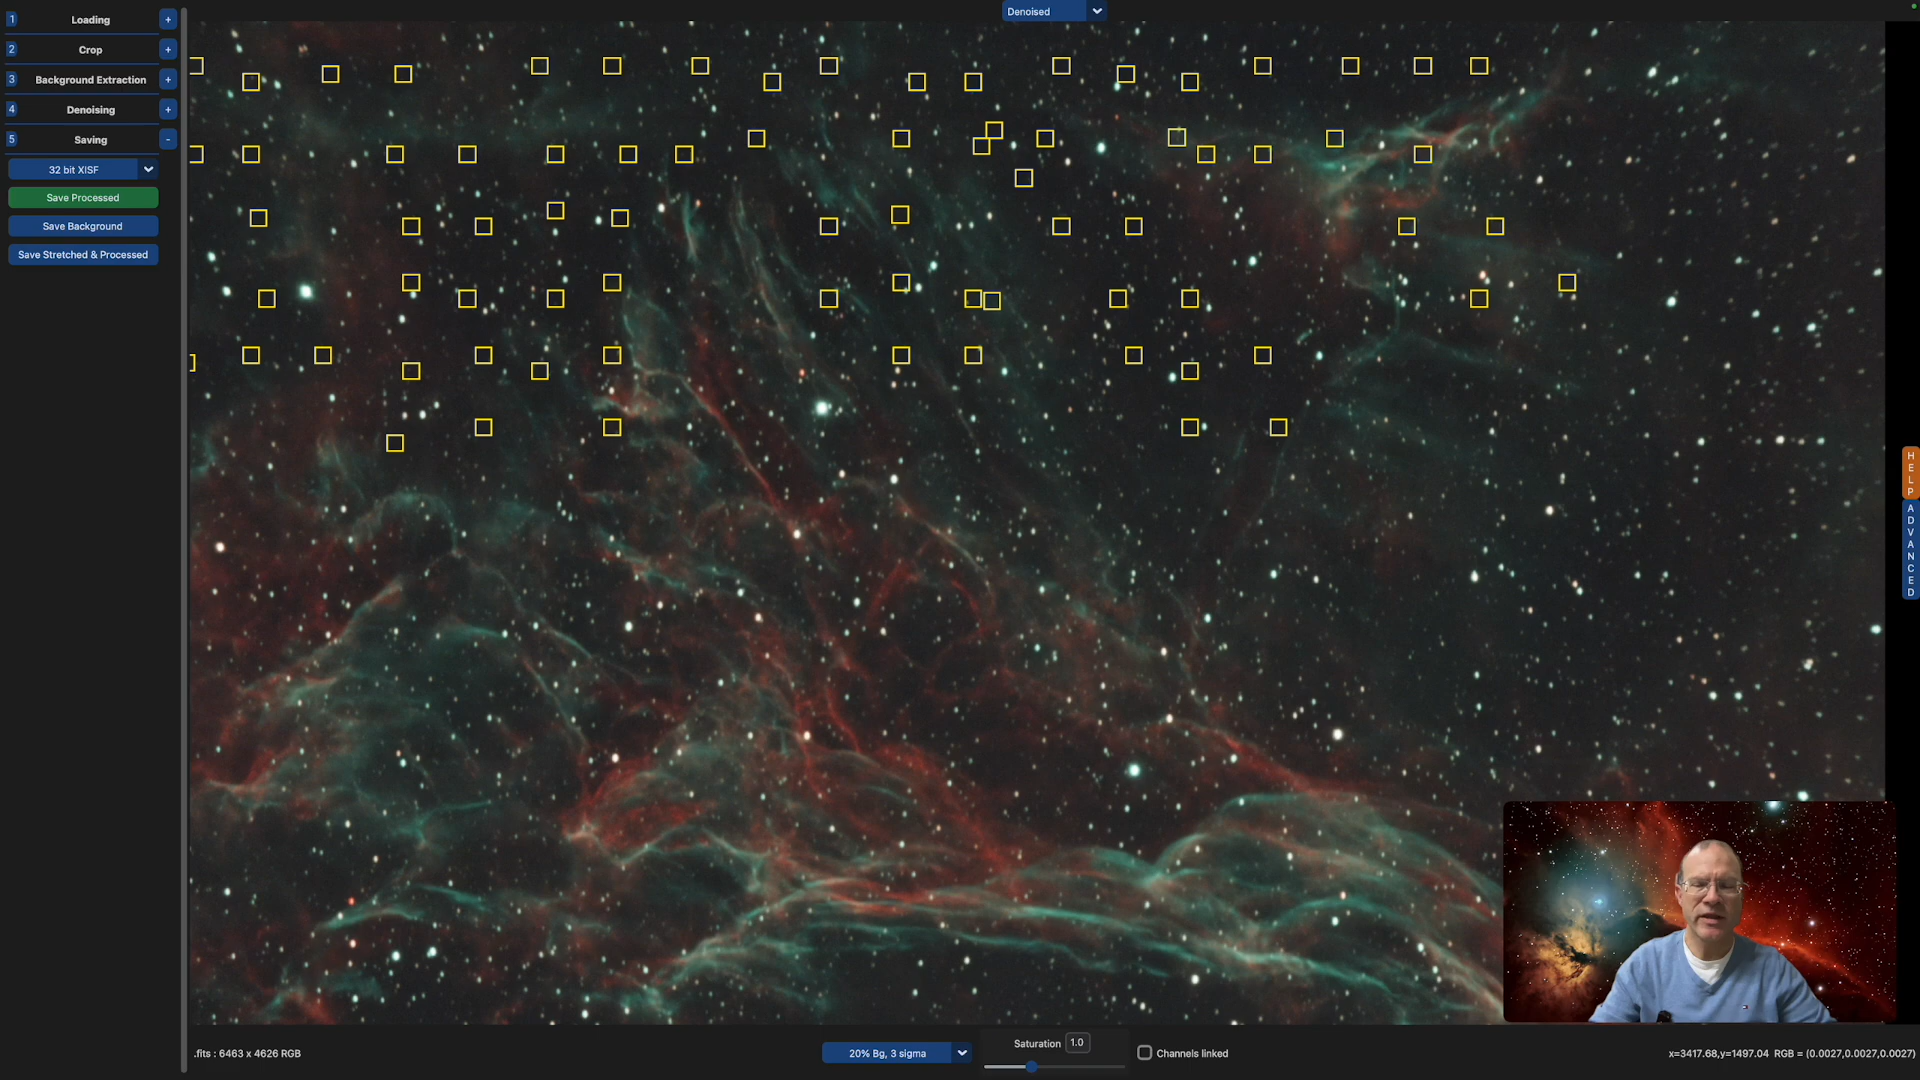 Denoised
1 Loading +
2 Crop +
3 Background Extraction +
4 Denoising +
5 Saving -
32 bit XISF
Save Processed
Save Background
Save Stretched & Processed
HELP
ADVANCED
.fits : 6463 x 4626 RGB
20% Bg, 3 sigma
Saturation 1.0
Channels linked
x=3417.68,y=1497.04 RGB = (0.0027,0.0027,0.0027)